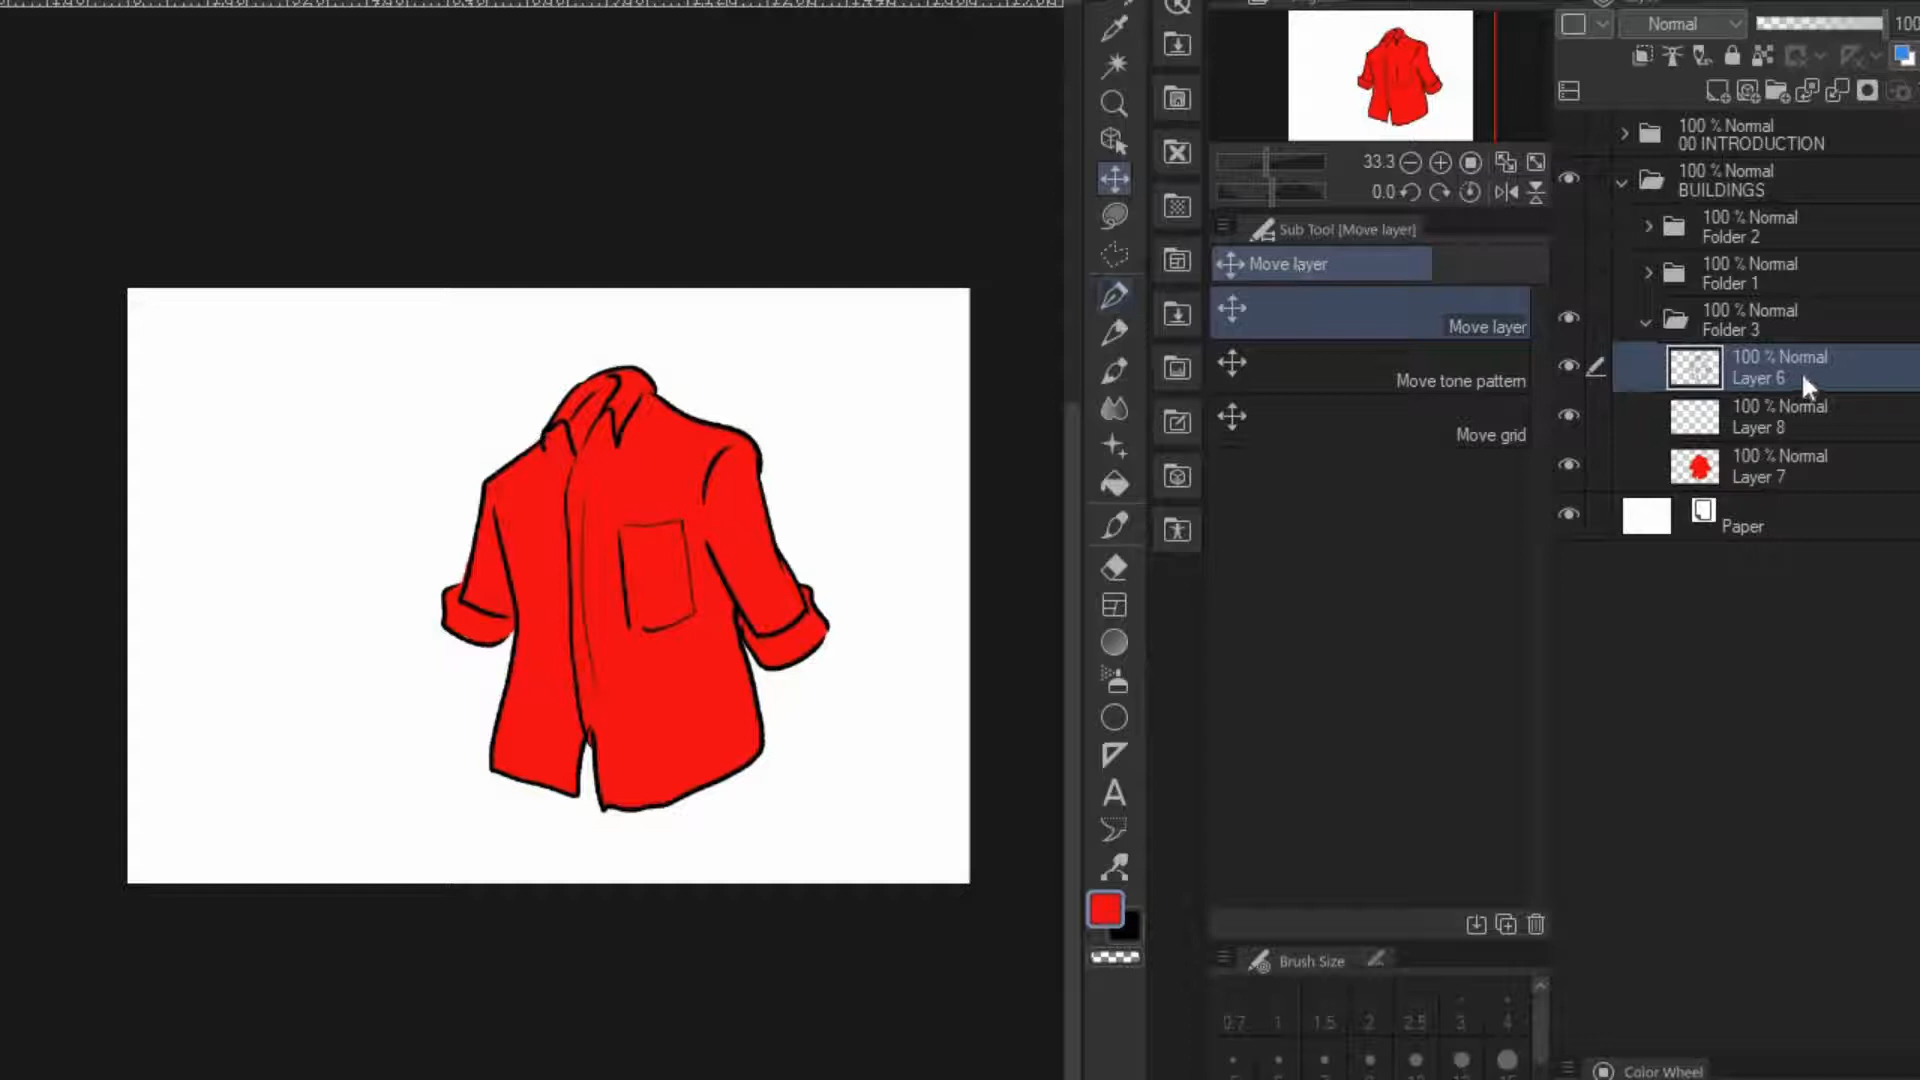 Normal
100
100 % Normal
00 INTRODUCTION
100 % Normal
BUILDINGS
100 % Normal
Folder 2
100 % Normal
Folder 1
100 % Normal
Folder 3
100 % Normal
Layer 6
100 % Normal
Layer 8
100 % Normal
Layer 7
Paper
33.3
0.0
Sub Tool [Move layer]
Move layer
Move layer
Move tone pattern
Move grid
Brush Size
0.7 1 1.5 2 2.5 3 4
Color Wheel